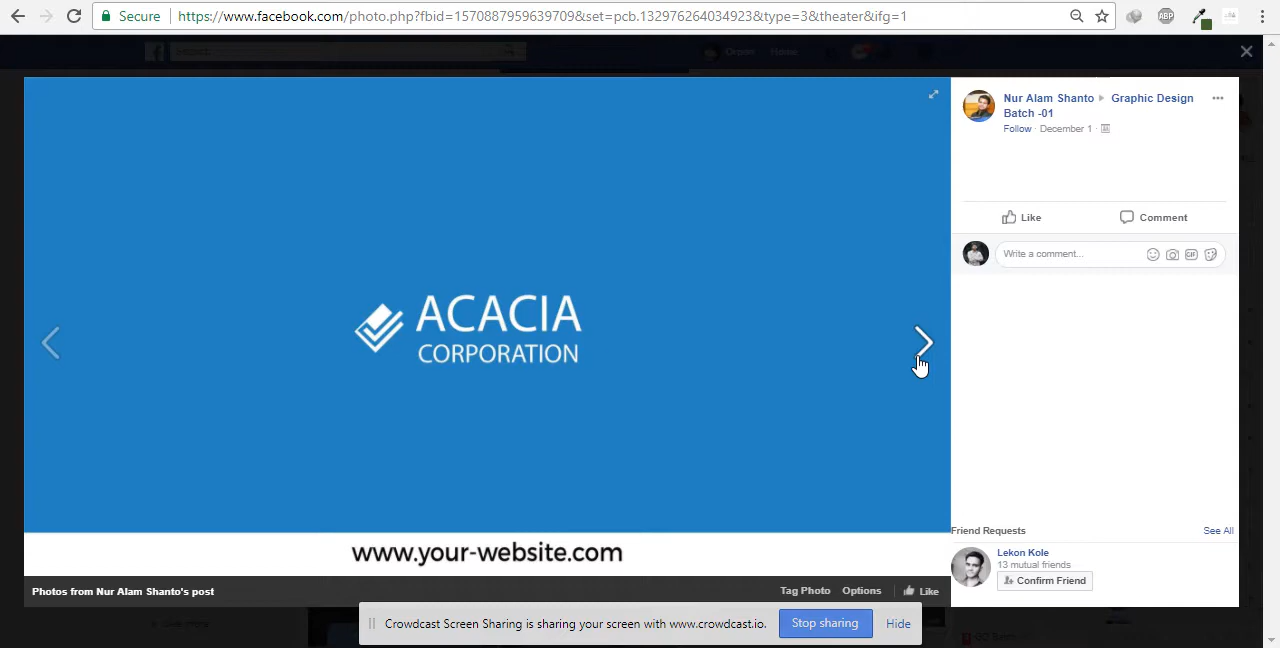 Secure
https://www.facebook.com/photo.php?fbid=1570887959639709&set=pcb.132976264034923&type=3&theater&ifg=1
ABP
Home
Nur Alam Shanto ▸ Graphic Design
Batch -01
Follow · December 1 ·
Like
Comment
Write a comment...
GIF
ACACIA
CORPORATION
www.your-website.com
Friend Requests
See All
Lekon Kole
13 mutual friends
Confirm Friend
Photos from Nur Alam Shanto's post
Tag Photo
Options
Like
Crowdcast Screen Sharing is sharing your screen with www.crowdcast.io.
Stop sharing
Hide